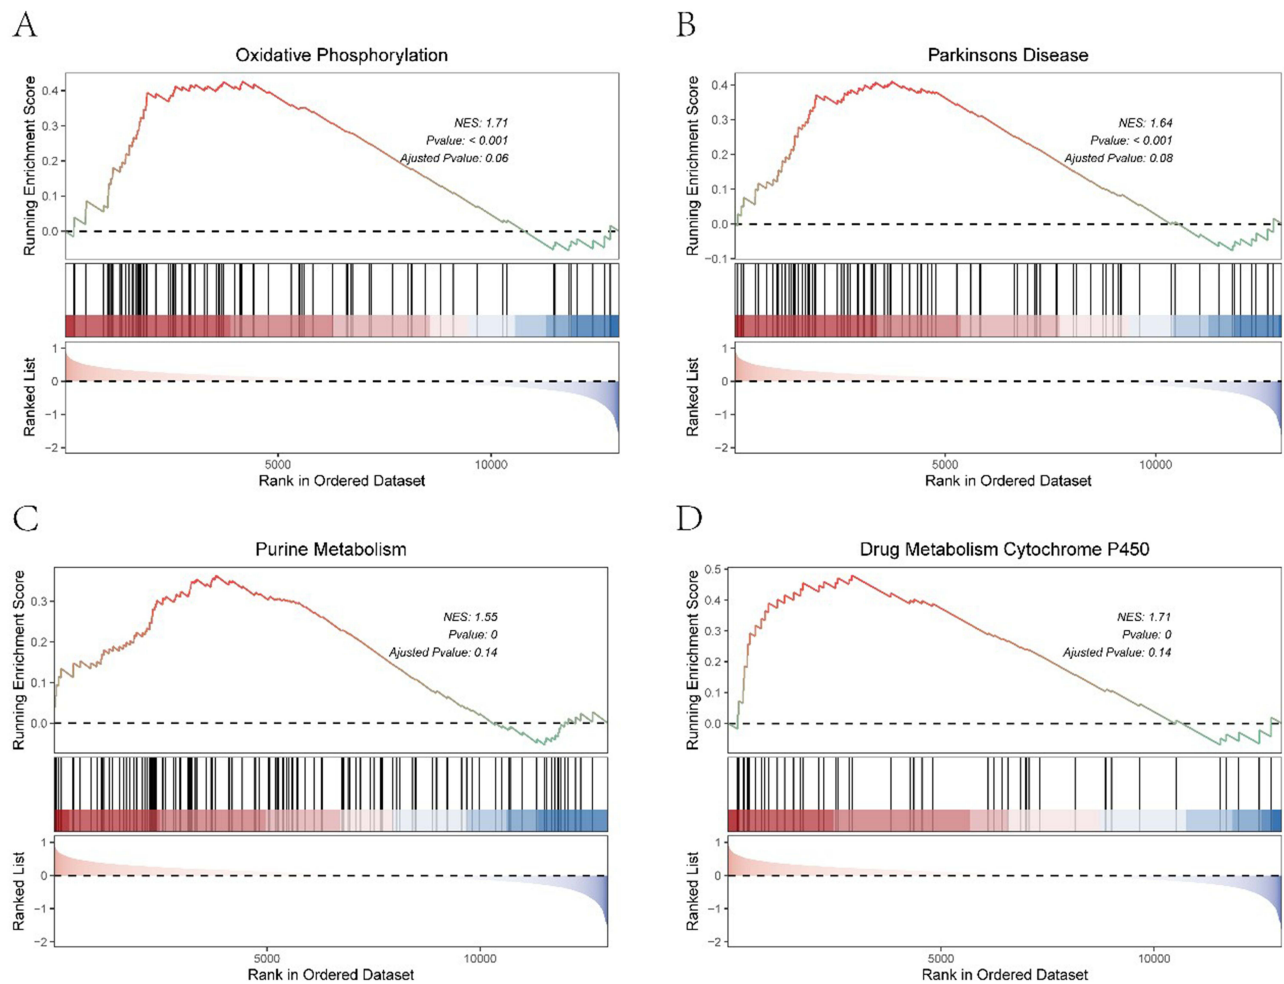 A
Oxidative Phosphorylation
Running Enrichment Score
0.4
0.3
0.2
0.1
0.0
NES: 1.71
Pvalue: < 0.001
Ajusted Pvalue: 0.06
Ranked List
1
0
−1
−2
5000
10000
Rank in Ordered Dataset
B
Parkinsons Disease
Running Enrichment Score
0.4
0.3
0.2
0.1
0.0
−0.1
NES: 1.64
Pvalue: < 0.001
Ajusted Pvalue: 0.08
Ranked List
1
0
−1
−2
5000
10000
Rank in Ordered Dataset
C
Purine Metabolism
Running Enrichment Score
0.3
0.2
0.1
0.0
NES: 1.55
Pvalue: 0
Ajusted Pvalue: 0.14
Ranked List
1
0
−1
−2
5000
10000
Rank in Ordered Dataset
D
Drug Metabolism Cytochrome P450
Running Enrichment Score
0.5
0.4
0.3
0.2
0.1
0.0
NES: 1.71
Pvalue: 0
Ajusted Pvalue: 0.14
Ranked List
1
0
−1
−2
5000
10000
Rank in Ordered Dataset